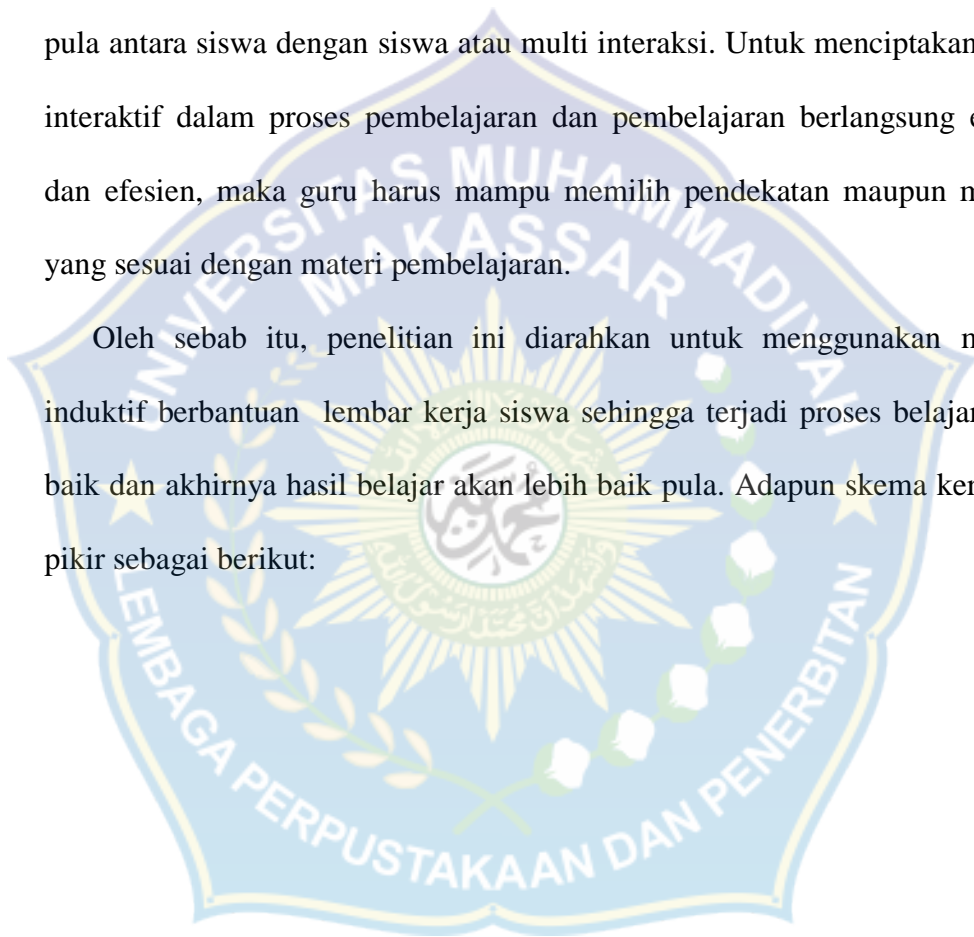 pula antara siswa dengan siswa atau multi interaksi. Untuk menciptakan
interaktif dalam proses pembelajaran dan pembelajaran berlangsung e
dan efesien, maka guru harus mampu memilih pendekatan maupun
yang sesuai dengan materi pembelajaran.
Oleh sebab itu, penelitian ini diarahkan untuk menggunakan
induktif berbantuan lembar kerja siswa sehingga terjadi proses belajar
baik dan akhirnya hasil belajar akan lebih baik pula. Adapun skema ker
pikir sebagai berikut:
UNIVERSITAS MUHAMMADIYAH
MAKASSAR
LEMBAGA PERPUSTAKAAN DAN PENERBITAN